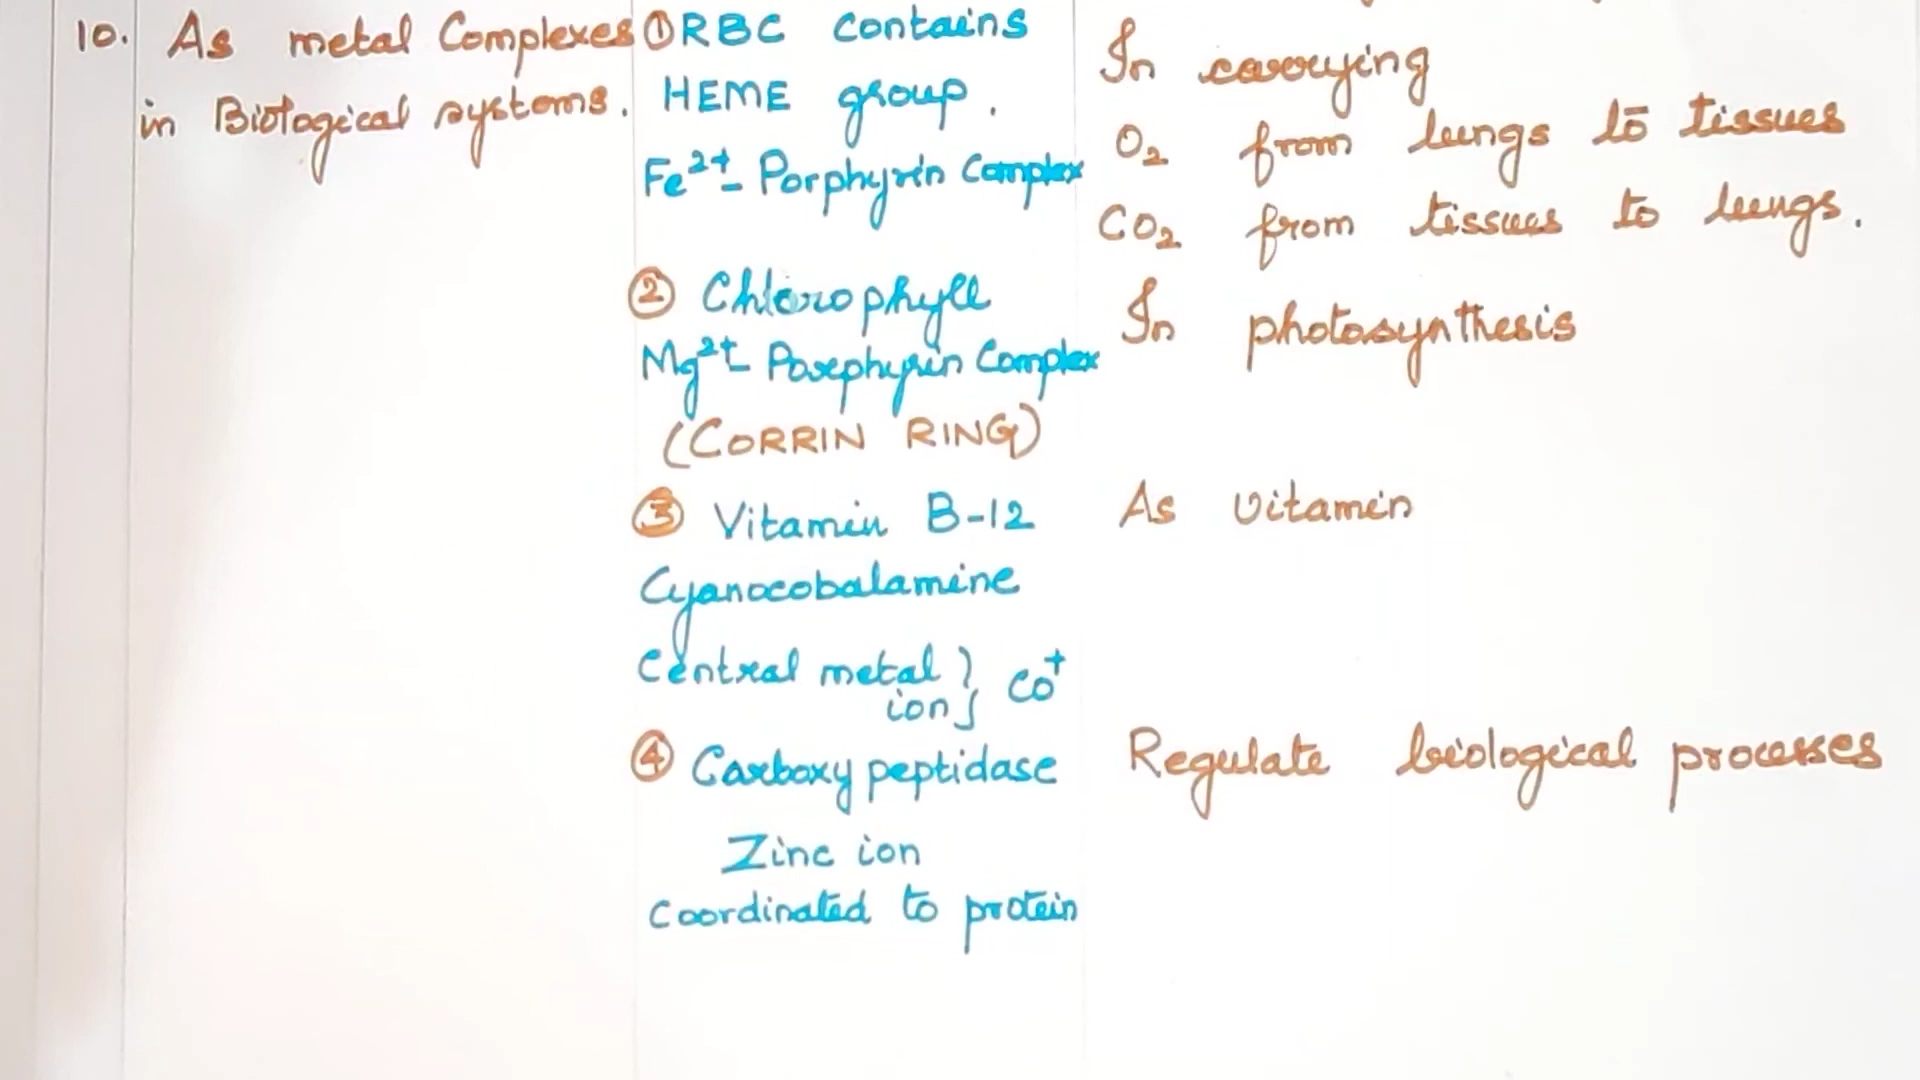 10. As metal Complexes
in Biological systems.
① RBC contains
HEME group.
Fe²⁺- Porphyrin Complex
In carrying
O₂ from lungs to tissues
CO₂ from tissues to lungs.
② Chlorophyll
Mg²⁺- Porphyrin Complex
(CORRIN RING)
In photosynthesis
③ Vitamin B-12
Cyanocobalamine
Central metal }
ion } Co⁺
As vitamin
④ Carboxy peptidase
Zinc ion
coordinated to protein
Regulate biological processes